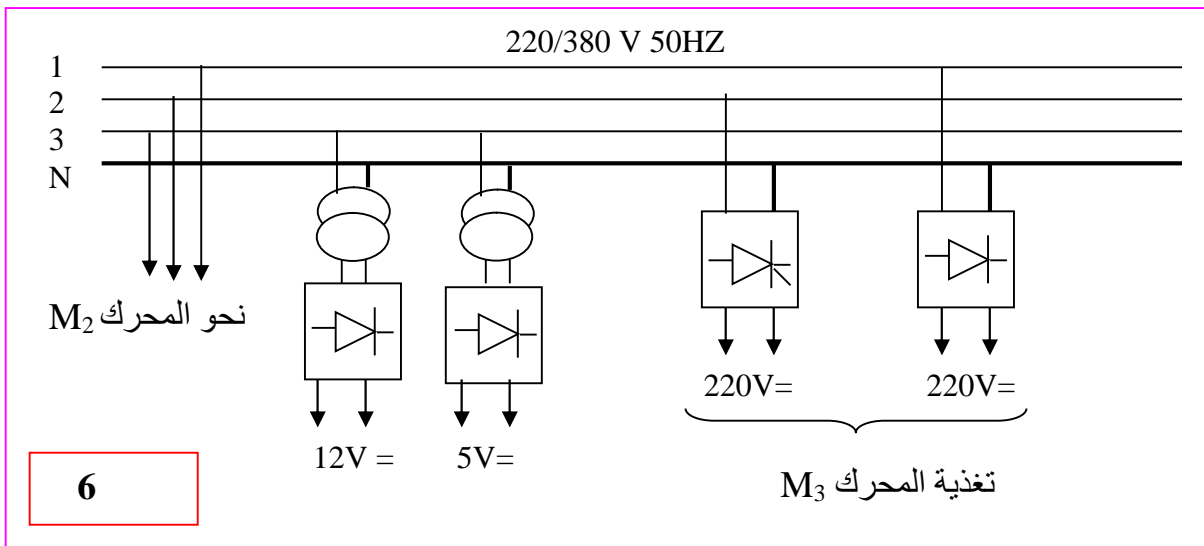 220/380 V 50HZ
1
2
3
N
نحو المحرك M₂
220V=
220V=
12V =
5V=
تغذية المحرك M₃
6